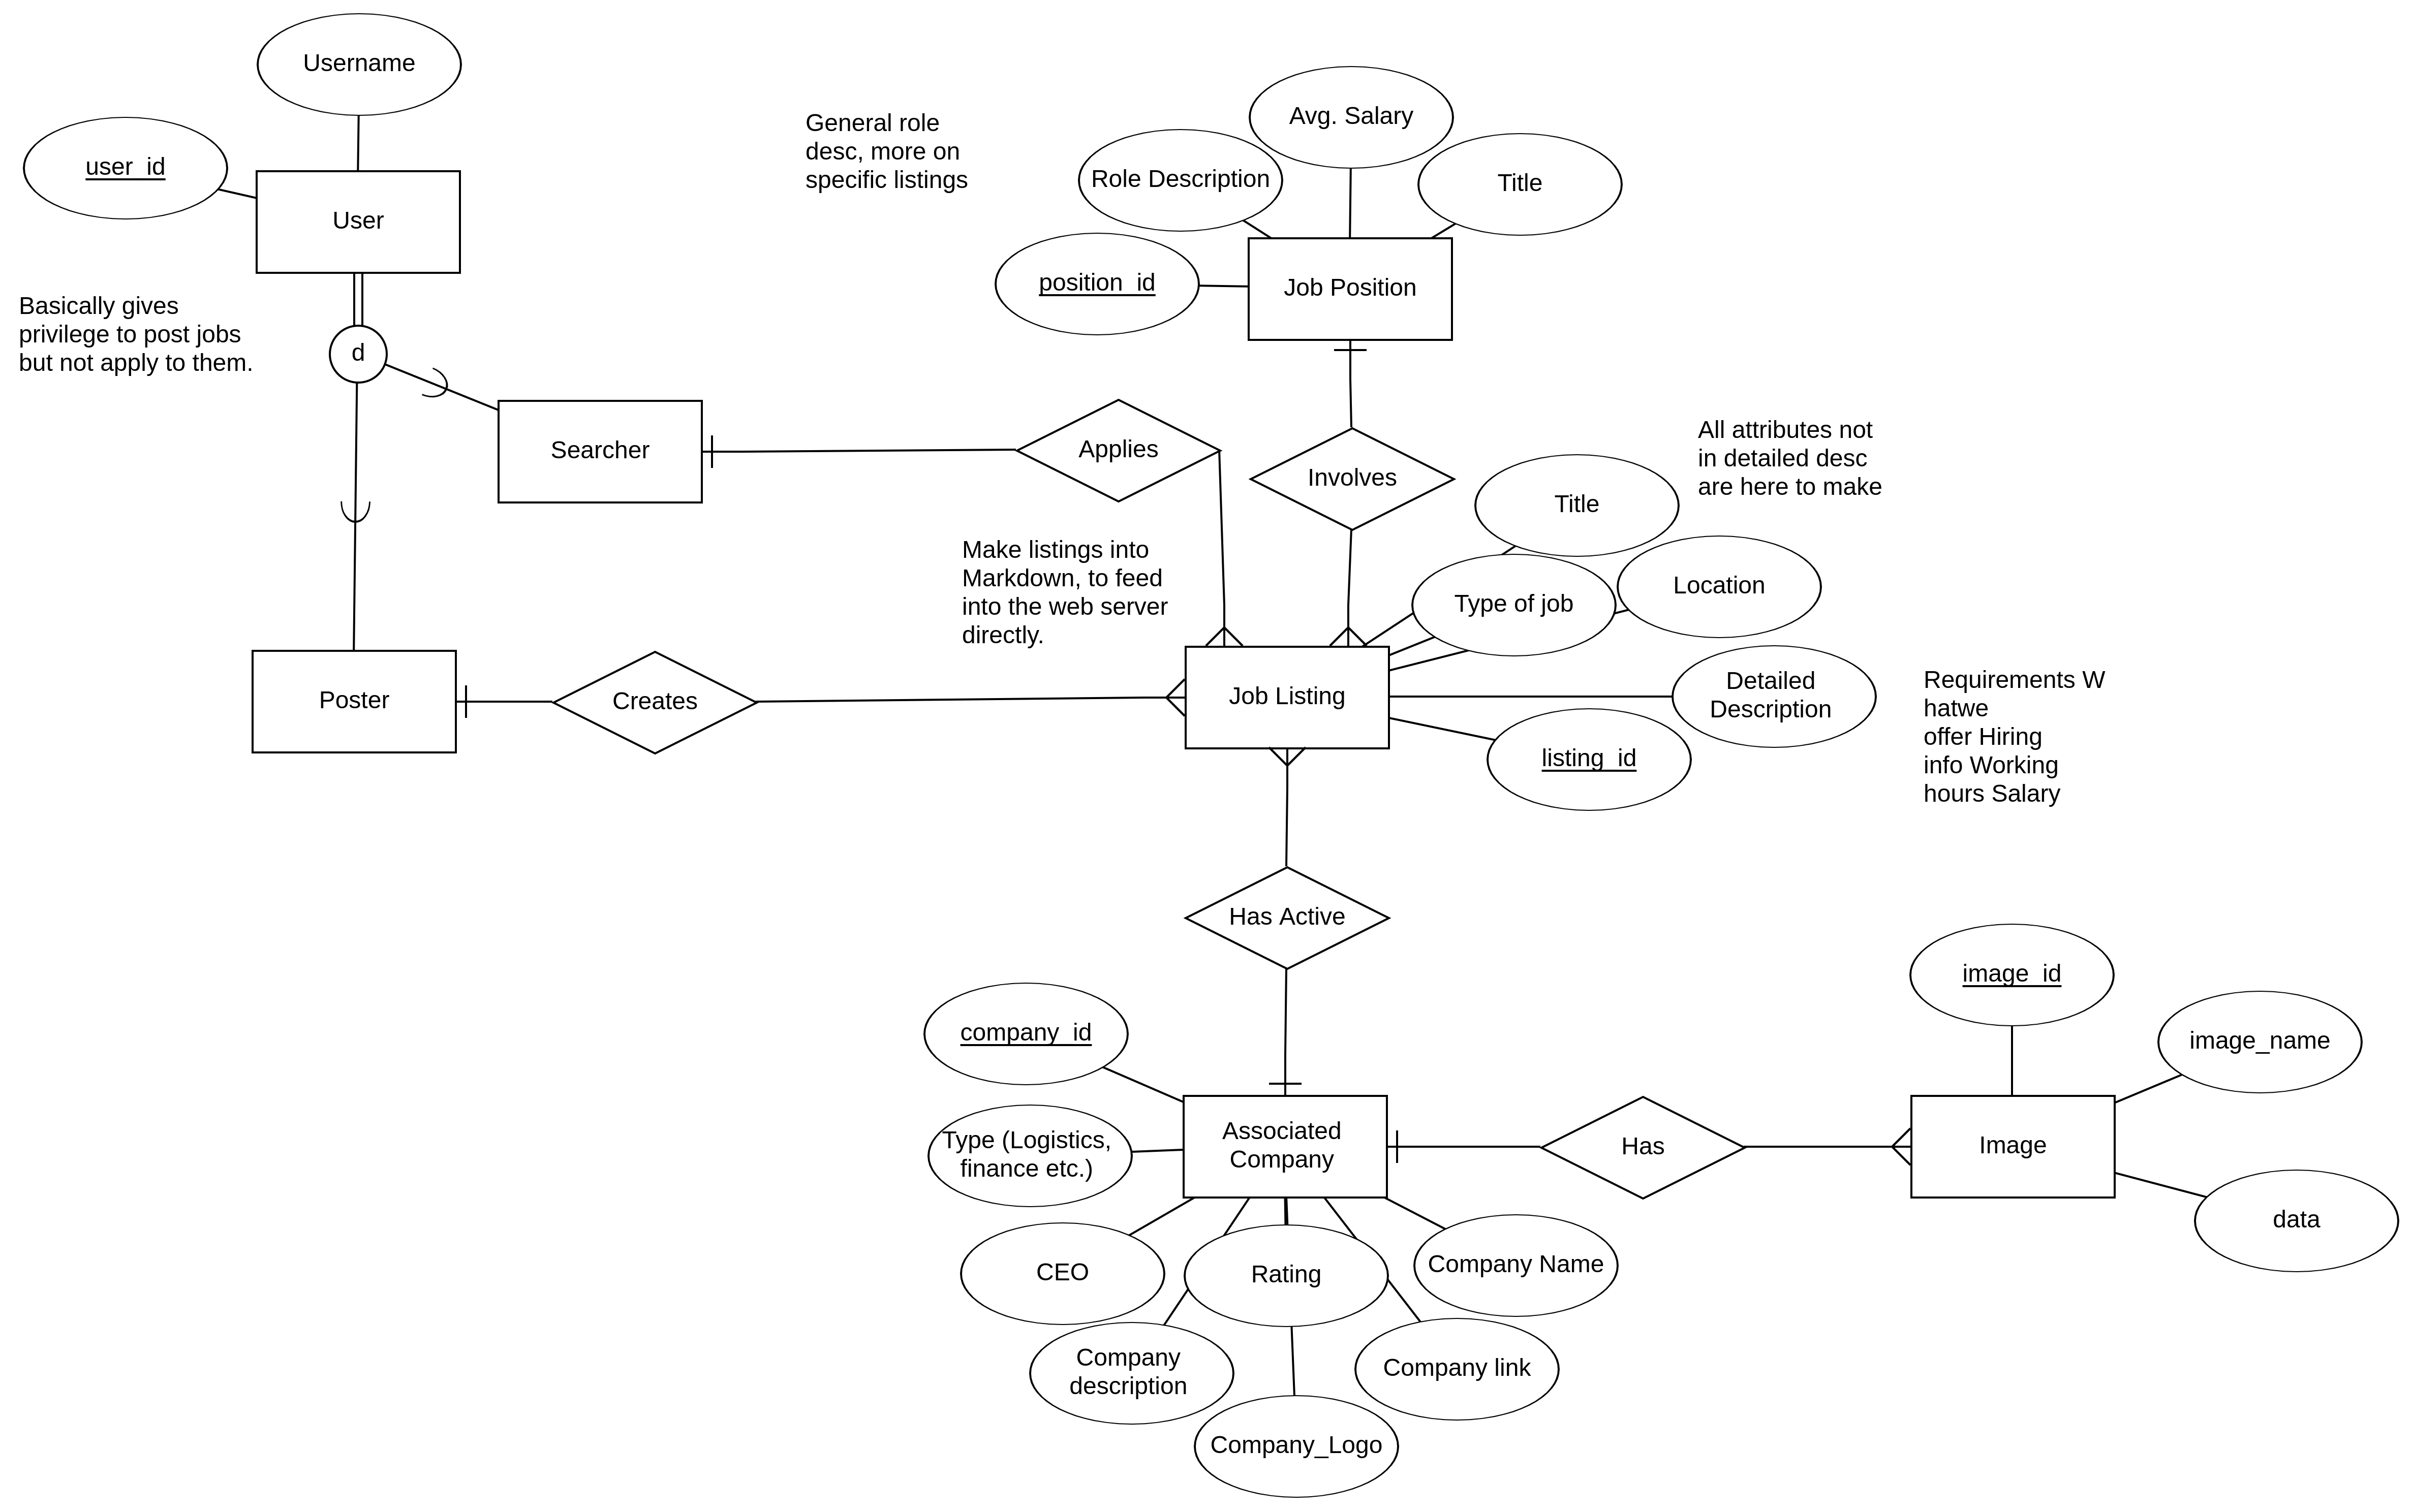 Username
user_id
User
Basically gives
privilege to post jobs
but not apply to them.
d
Searcher
Poster
Creates
General role
desc, more on
specific listings
Avg. Salary
Role Description
Title
position_id
Job Position
Applies
Involves
All attributes not
in detailed desc
are here to make
Title
Location
Type of job
Make listings into
Markdown, to feed
into the web server
directly.
Job Listing
Detailed
Description
listing_id
Requirements W
hatwe
offer Hiring
info Working
hours Salary
Has Active
company_id
Type (Logistics,
finance etc.)
Associated
Company
Has
Image
image_id
image_name
data
CEO
Rating
Company Name
Company
description
Company link
Company_Logo